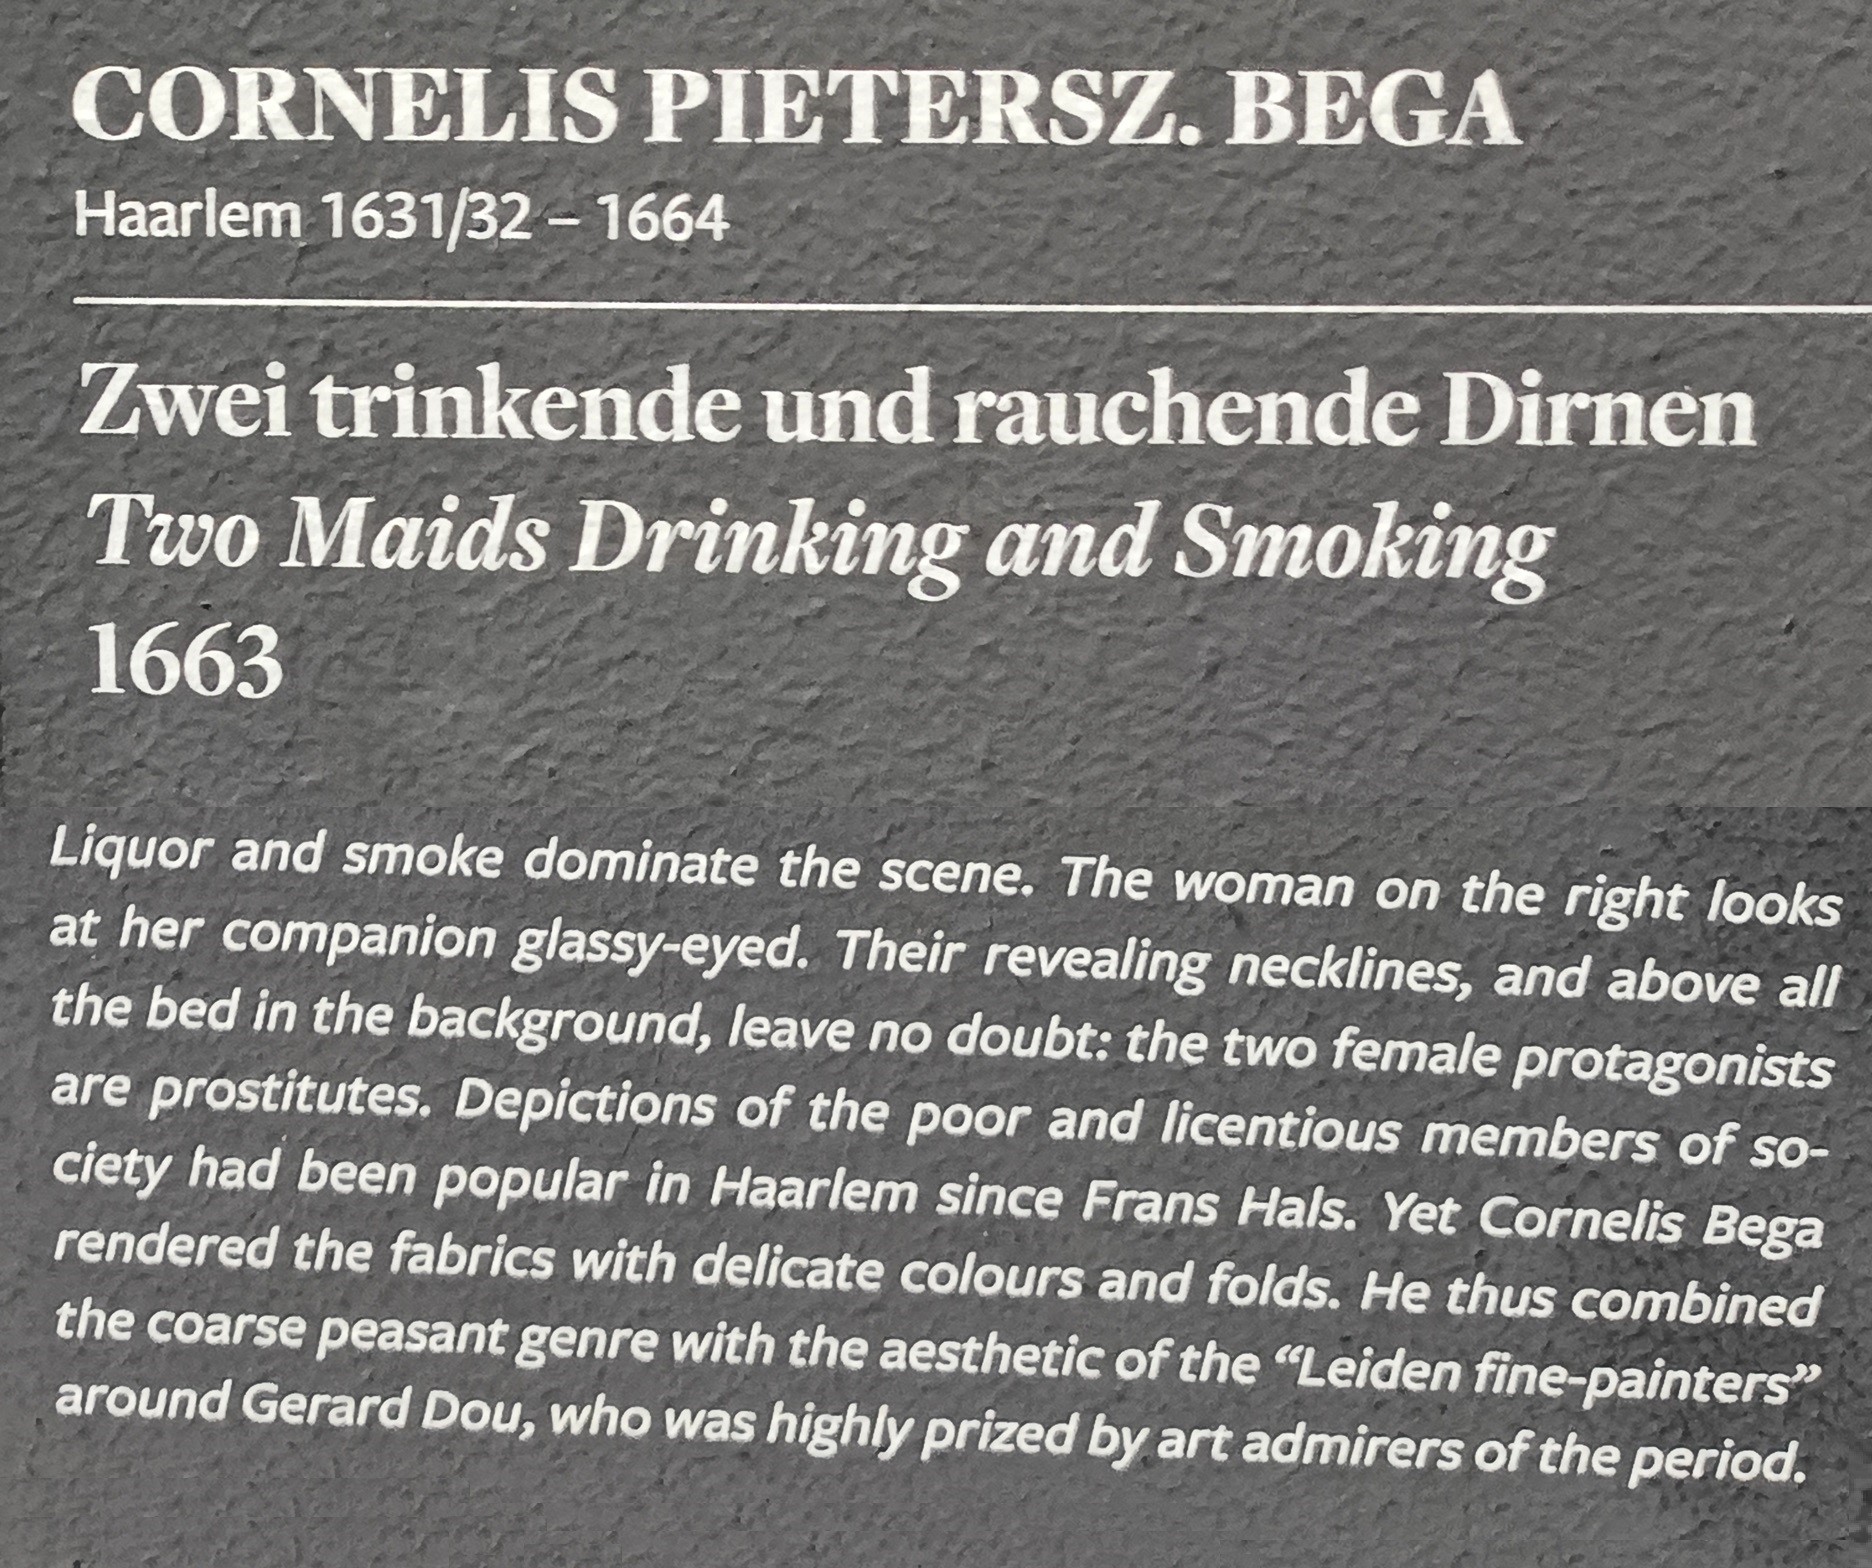 CORNELIS PIETERSZ. BEGA
Haarlem 1631/32 – 1664
Zwei trinkende und rauchende Dirnen
Two Maids Drinking and Smoking
1663
Liquor and smoke dominate the scene. The woman on the right looks
at her companion glassy-eyed. Their revealing necklines, and above all
the bed in the background, leave no doubt: the two female protagonists
are prostitutes. Depictions of the poor and licentious members of so-
ciety had been popular in Haarlem since Frans Hals. Yet Cornelis Bega
rendered the fabrics with delicate colours and folds. He thus combined
the coarse peasant genre with the aesthetic of the “Leiden fine-painters”
around Gerard Dou, who was highly prized by art admirers of the period.